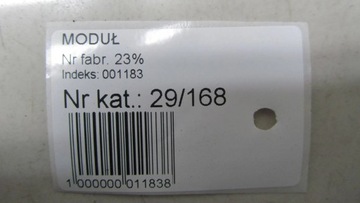 MODUŁ
Nr fabr. 23%
Indeks: 001183
Nr kat.: 29/168
1 000000 011838